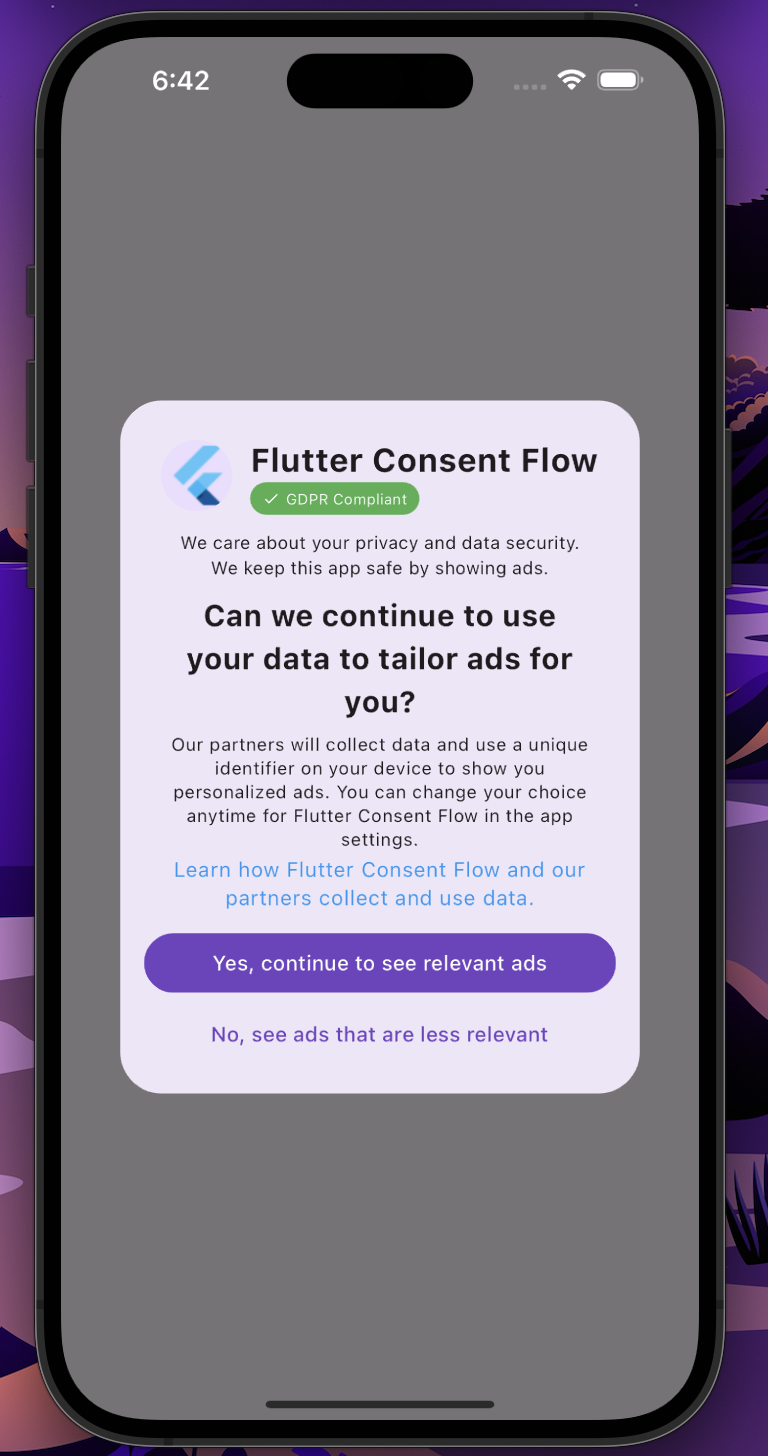 6:42
Flutter Consent Flow
GDPR Compliant
We care about your privacy and data security.
We keep this app safe by showing ads.
Can we continue to use
your data to tailor ads for
you?
Our partners will collect data and use a unique
identifier on your device to show you
personalized ads. You can change your choice
anytime for Flutter Consent Flow in the app
settings.
Learn how Flutter Consent Flow and our
partners collect and use data.
Yes, continue to see relevant ads
No, see ads that are less relevant